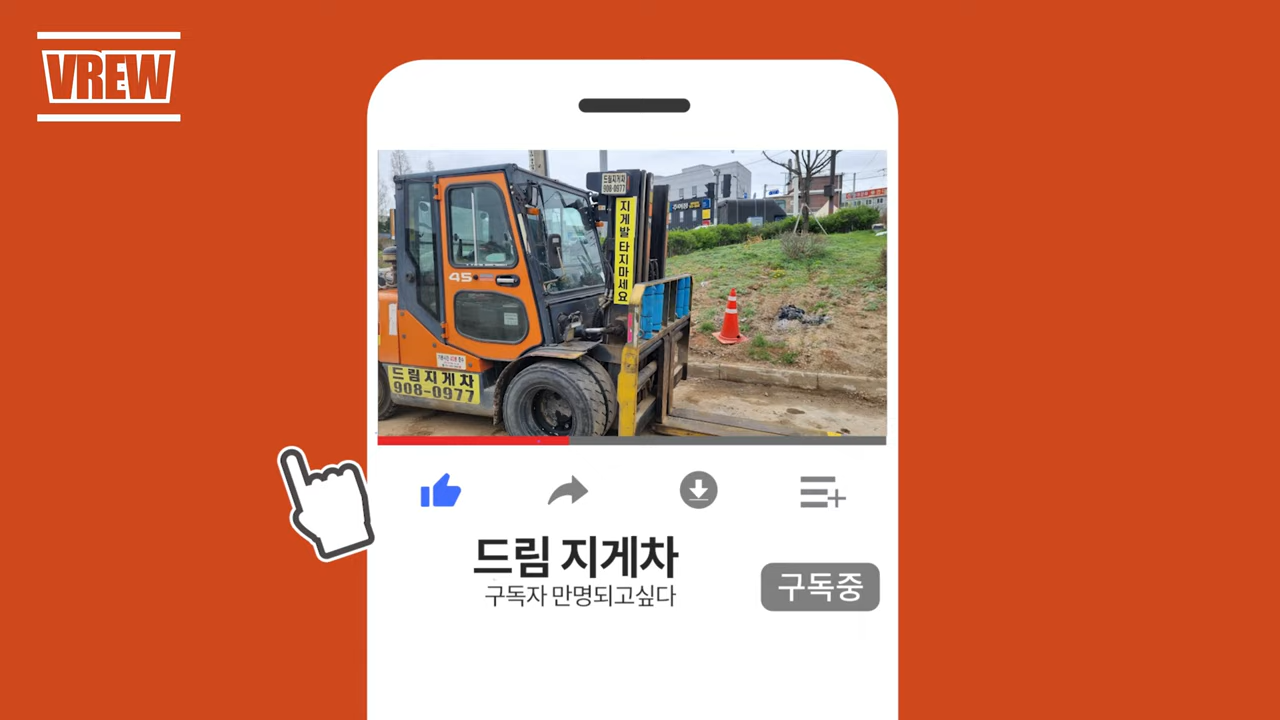 VREW
드림지게차
908-0977
지게발 타지마세요
45
드림지게차
908-0977
드림 지게차
구독자 만명되고싶다
구독중